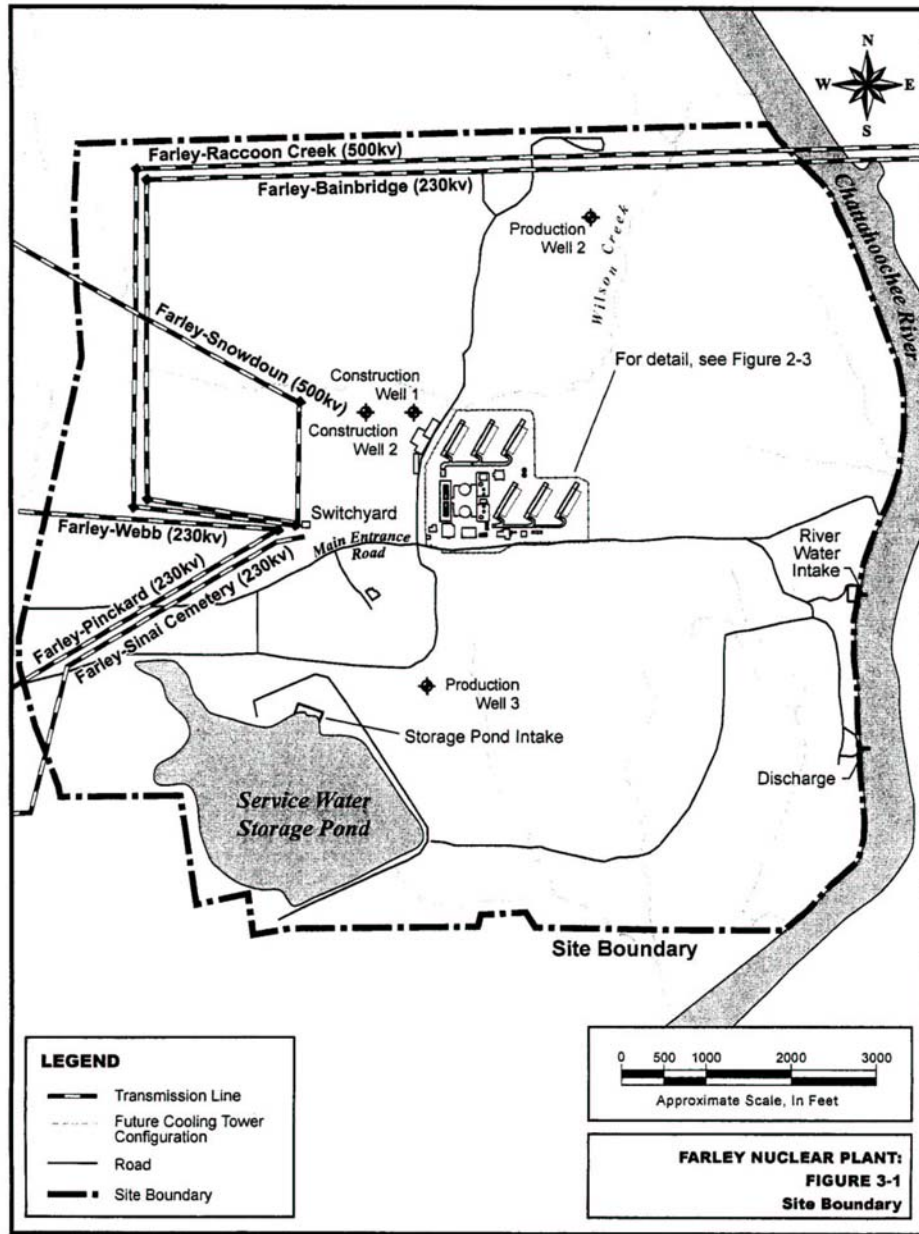 N
W E
S
Farley-Raccoon Creek (500kv)
Farley-Bainbridge (230kv)
Chattahoochee River
Production
Well 2
Wilson Creek
Farley-Snowdoun (500kv)
For detail, see Figure 2-3
Construction
Well 1
Construction
Well 2
Switchyard
Farley-Webb (230kv)
Main Entrance
Road
River
Water
Intake
Farley-Pinckard (230kv)
Farley-Sinai Cemetery (230kv)
Production
Well 3
Storage Pond Intake
Discharge
Service Water
Storage Pond
Site Boundary
LEGEND
Transmission Line
Future Cooling Tower
Configuration
Road
Site Boundary
0 500 1000 2000 3000
Approximate Scale, In Feet
FARLEY NUCLEAR PLANT:
FIGURE 3-1
Site Boundary